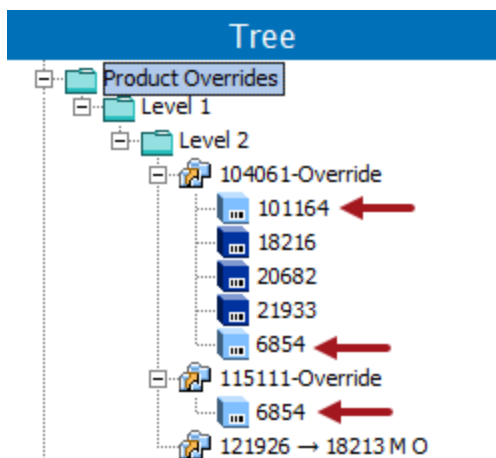 Tree
Product Overrides
Level 1
Level 2
104061-Override
101164
18216
20682
21933
6854
115111-Override
6854
121926 → 18213 M O